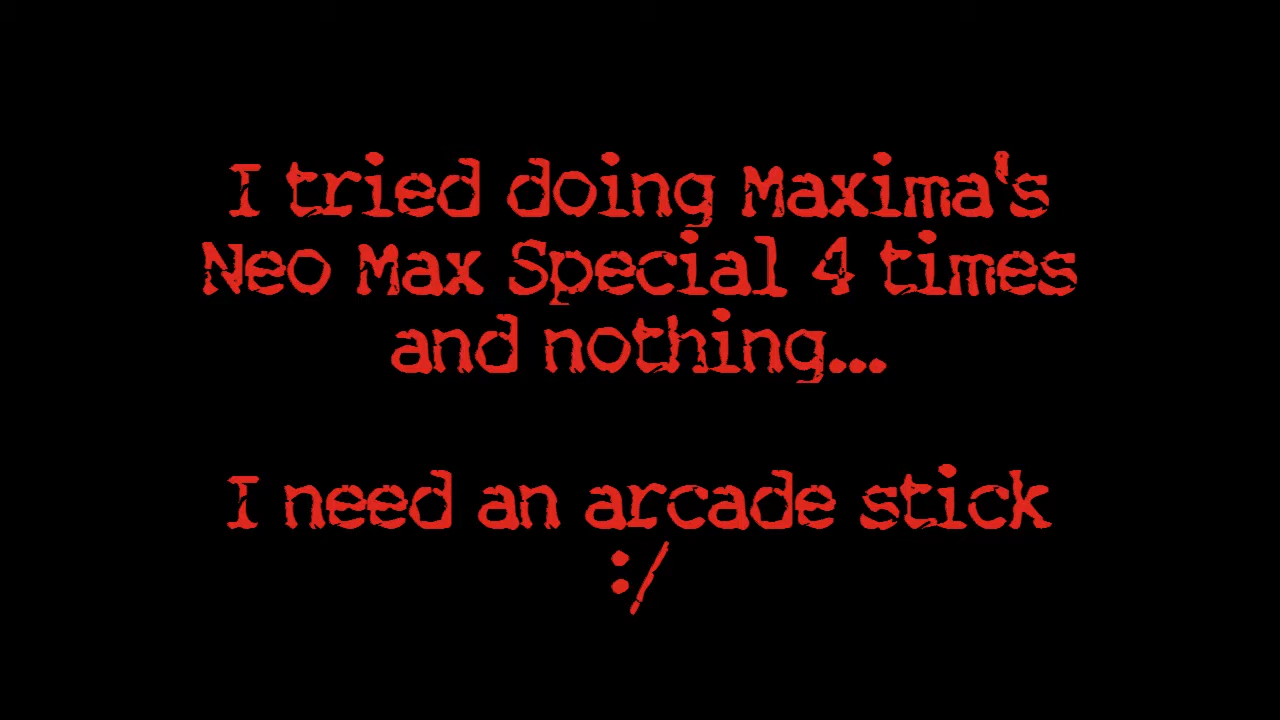 I tried doing Maxima's
Neo Max Special 4 times
and nothing...
I need an arcade stick
:/